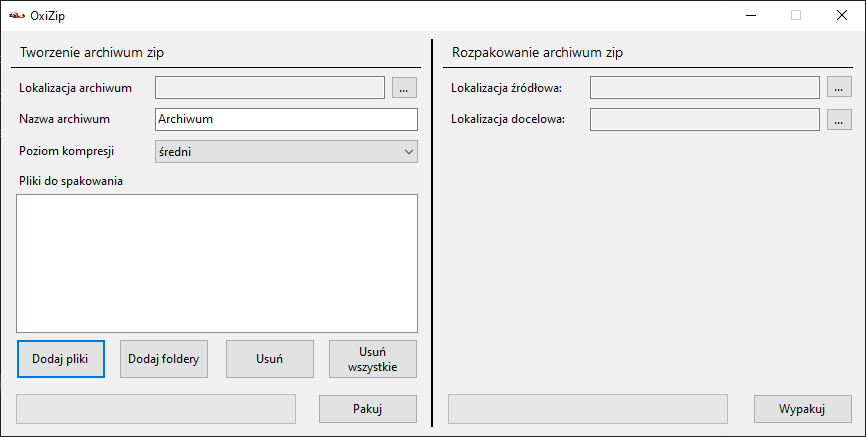 OxiZip
Tworzenie archiwum zip
Lokalizacja archiwum
...
Nazwa archiwum
Archiwum
Poziom kompresji
średni
Pliki do spakowania
Dodaj pliki
Dodaj foldery
Usuń
Usuń
wszystkie
Pakuj
Rozpakowanie archiwum zip
Lokalizacja źródłowa:
...
Lokalizacja docelowa:
...
Wypakuj